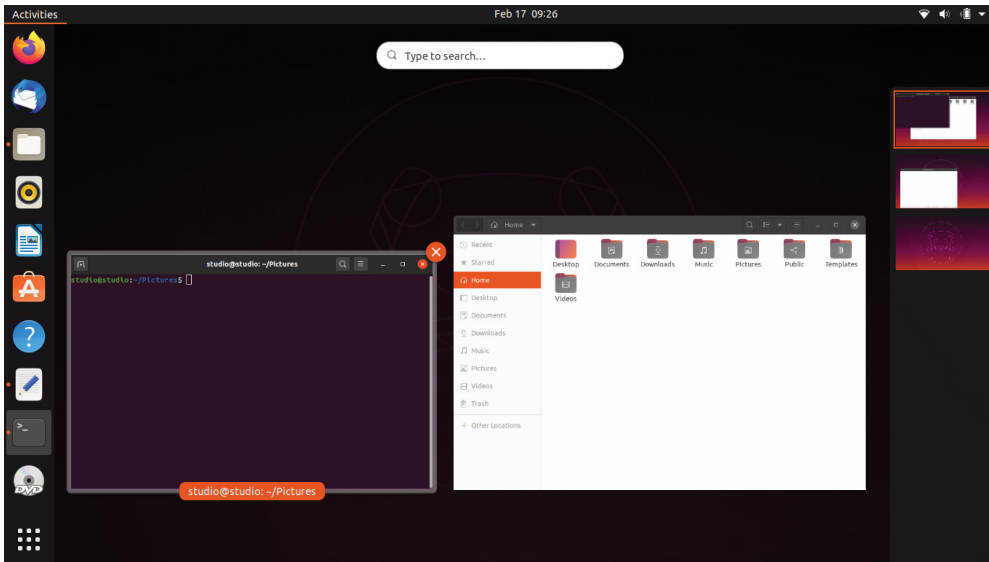 Activities
Feb 17 09:26
Type to search...
Home
Recent
Starred
Home
Desktop
Documents
Downloads
Music
Pictures
Videos
Trash
Other Locations
Desktop Documents Downloads Music Pictures Public Templates
Videos
studio@studio: ~/Pictures
studio@studio:~/Pictures$
studio@studio: ~/Pictures
DVD